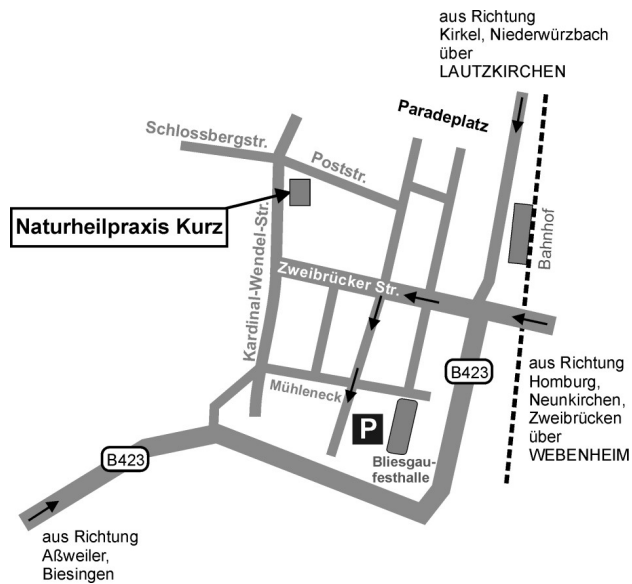 aus Richtung
Kirkel, Niederwürzbach
über
LAUTZKIRCHEN
Paradeplatz
Schlossbergstr.
Poststr.
Naturheilpraxis Kurz
Kardinal-Wendel-Str.
Bahnhof
Zweibrücker Str.
B423
Mühleneck
aus Richtung
Homburg,
Neunkirchen,
Zweibrücken
über
WEBENHEIM
P
Bliesgau-
festhalle
B423
aus Richtung
Aßweiler,
Biesingen